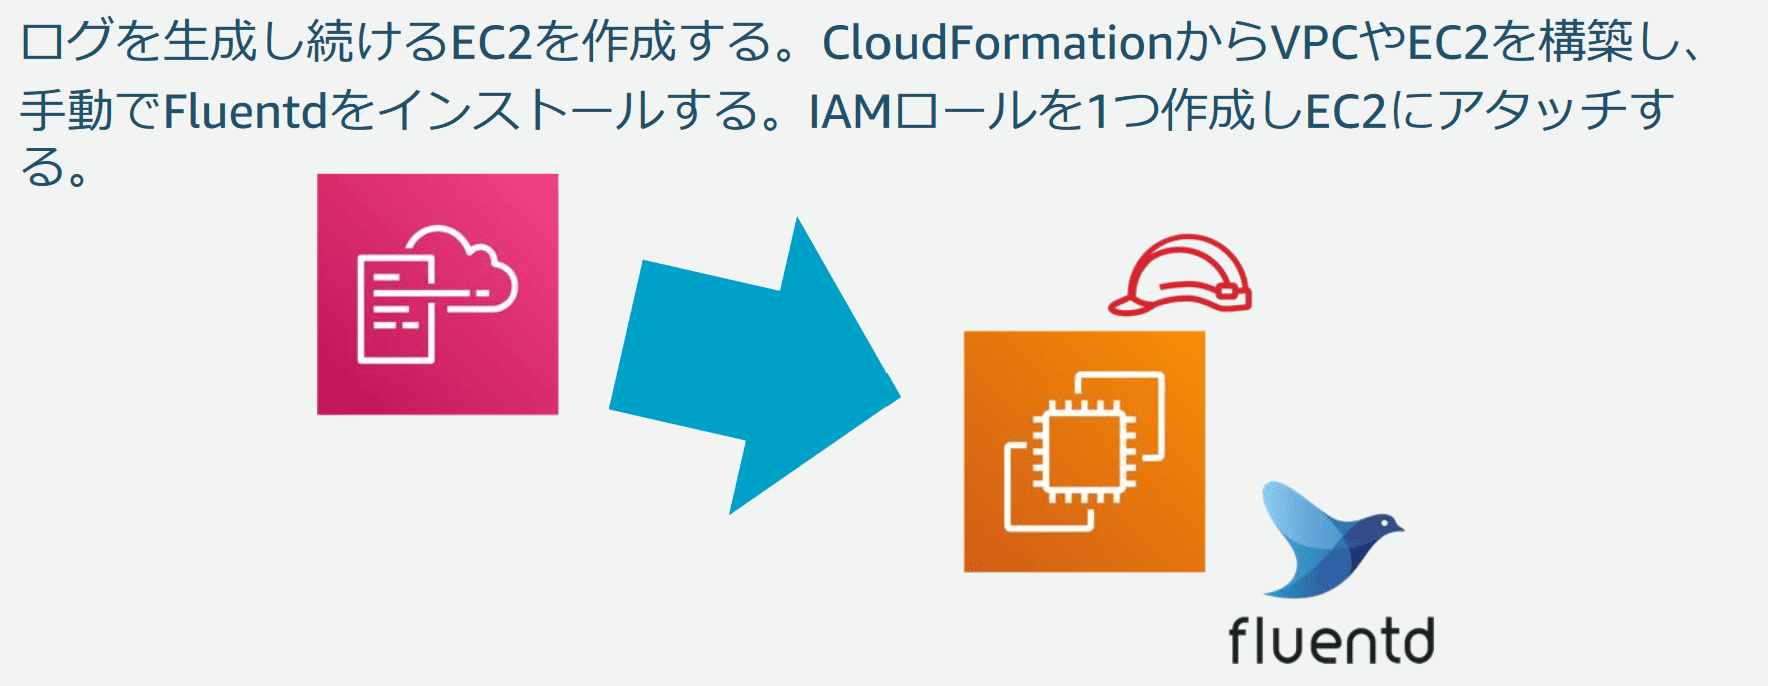 ログを生成し続けるEC2を作成する。CloudFormationからVPCやEC2を構築し、
手動でFluentdをインストールする。IAMロールを1つ作成しEC2にアタッチす
る。
fluentd